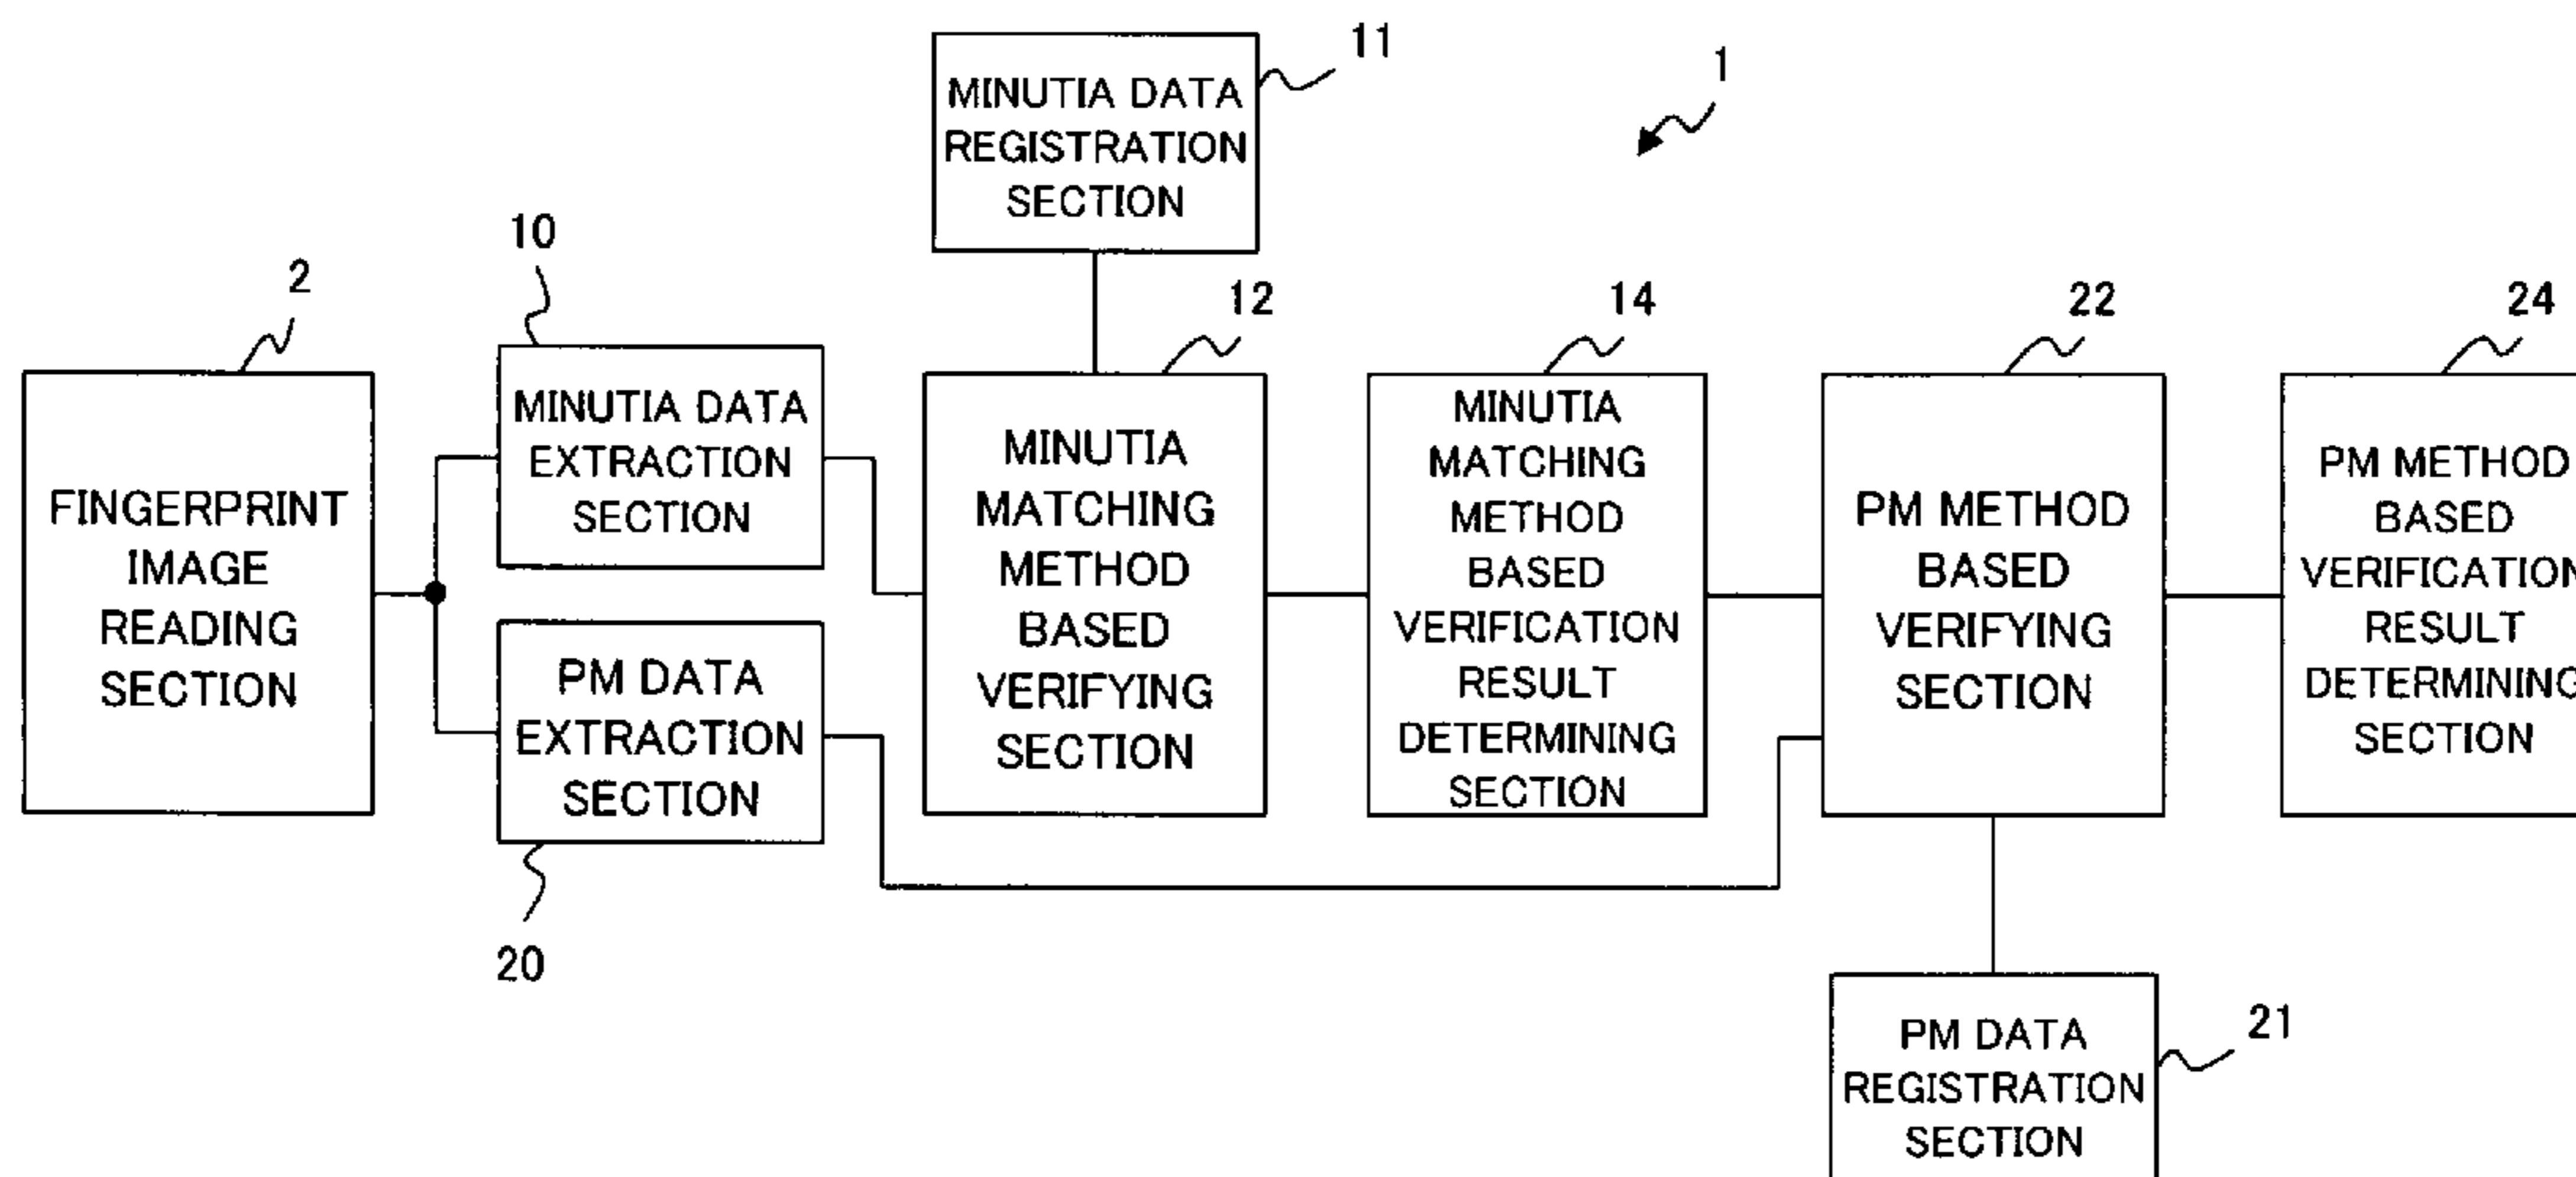 11
MINUTIA DATA
REGISTRATION
SECTION
1
10
2
12
14
22
24
FINGERPRINT
IMAGE
READING
SECTION
MINUTIA DATA
EXTRACTION
SECTION
PM DATA
EXTRACTION
SECTION
20
MINUTIA
MATCHING
METHOD
BASED
VERIFYING
SECTION
MINUTIA
MATCHING
METHOD
BASED
VERIFICATION
RESULT
DETERMINING
SECTION
PM METHOD
BASED
VERIFYING
SECTION
PM METHOD
BASED
VERIFICATION
RESULT
DETERMINING
SECTION
PM DATA
REGISTRATION
SECTION
21